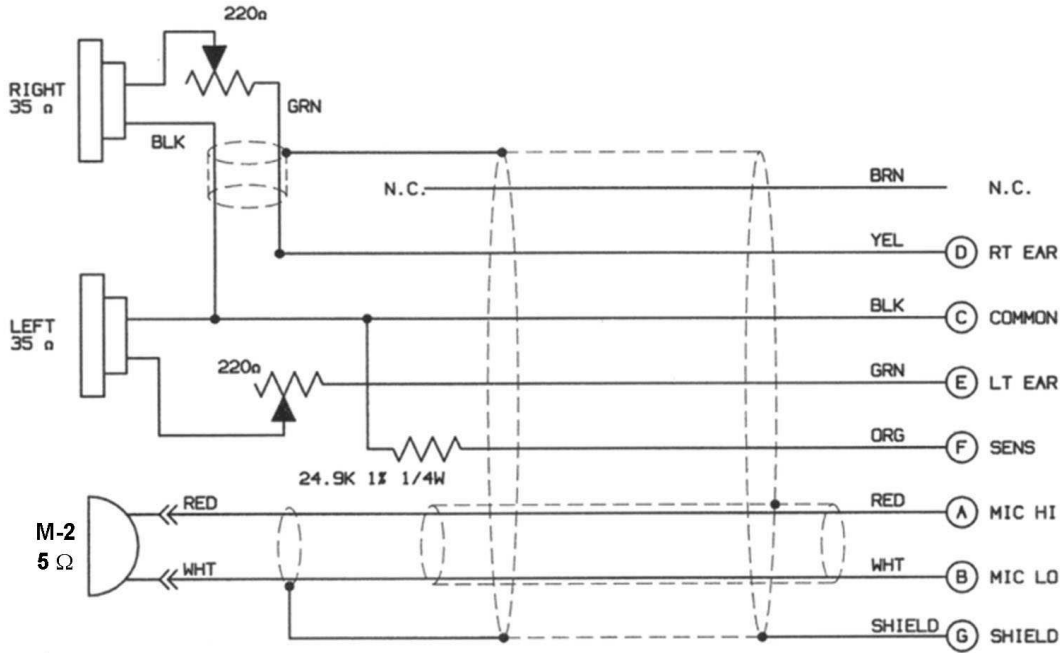 220Ω
RIGHT
35 Ω
GRN
BLK
N.C.
BRN
N.C.
YEL
D
RT EAR
LEFT
35 Ω
BLK
C
COMMON
220Ω
GRN
E
LT EAR
ORG
F
SENS
24.9K 1% 1/4W
RED
RED
A
MIC HI
M-2
5 Ω
WHT
WHT
B
MIC LO
SHIELD
G
SHIELD